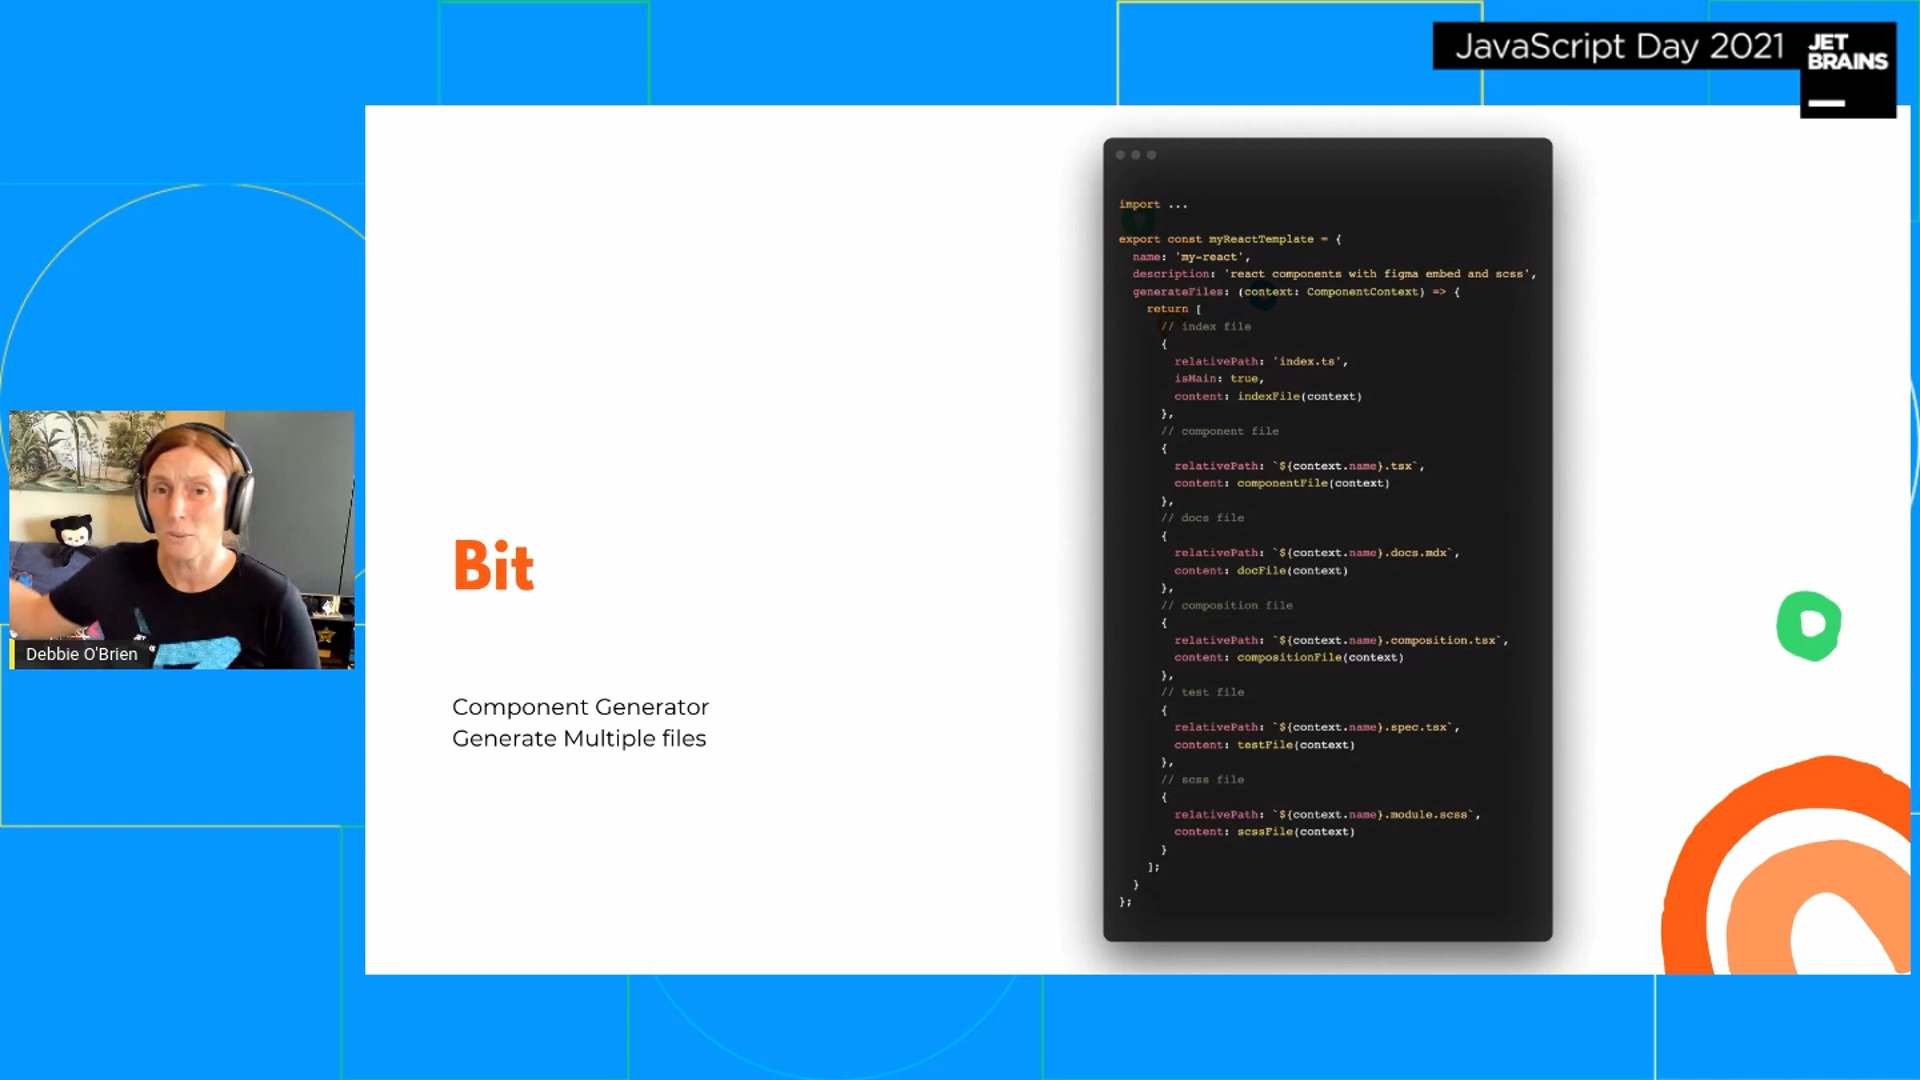 JavaScript Day 2021
JET
BRAINS
import ...
export const myReactTemplate = {
name: 'my-react',
description: 'react components with figma embed and scss',
generateFiles: (context: ComponentContext) => {
return [
// index file
{
relativePath: 'index.ts',
isMain: true,
content: indexFile(context)
},
// component file
{
relativePath: `${context.name}.tsx`,
content: componentFile(context)
},
// docs file
{
relativePath: `${context.name}.docs.mdx`,
content: docFile(context)
},
// composition file
{
relativePath: `${context.name}.composition.tsx`,
content: compositionFile(context)
},
// test file
{
relativePath: `${context.name}.spec.tsx`,
content: testFile(context)
},
// scss file
{
relativePath: `${context.name}.module.scss`,
content: scssFile(context)
}
];
}
};
Bit
Component Generator
Generate Multiple files
Debbie O'Brien